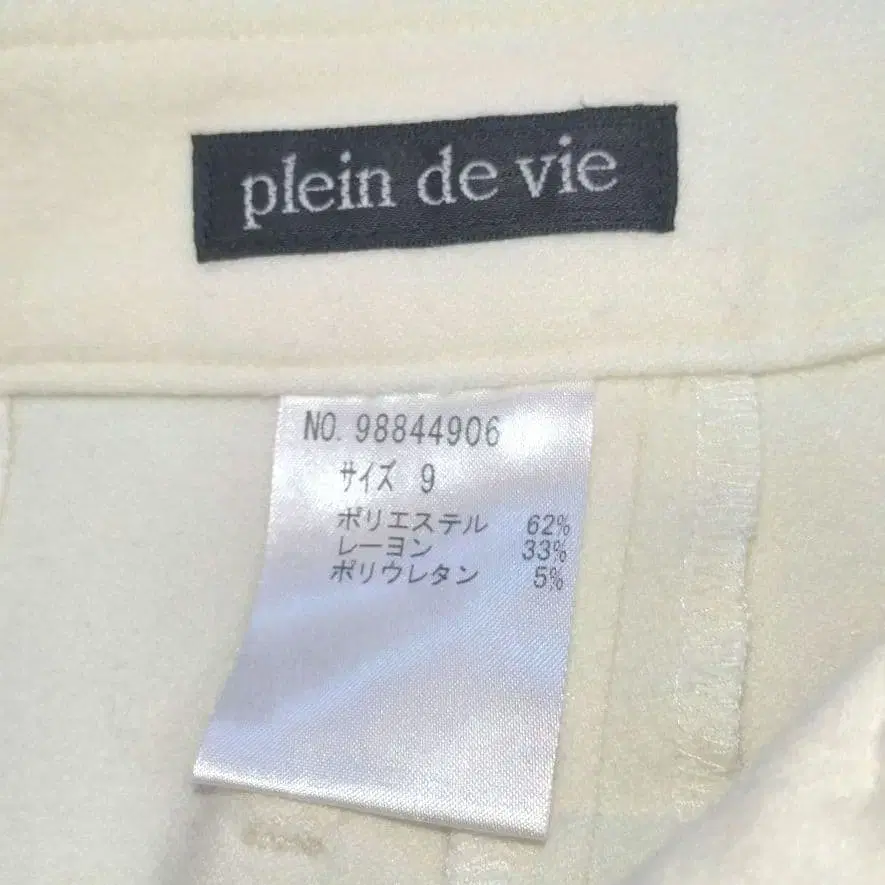 plein de vie
NO. 98844906
サイズ 9
ポリエステル 62%
レーヨン 33%
ポリウレタン 5%